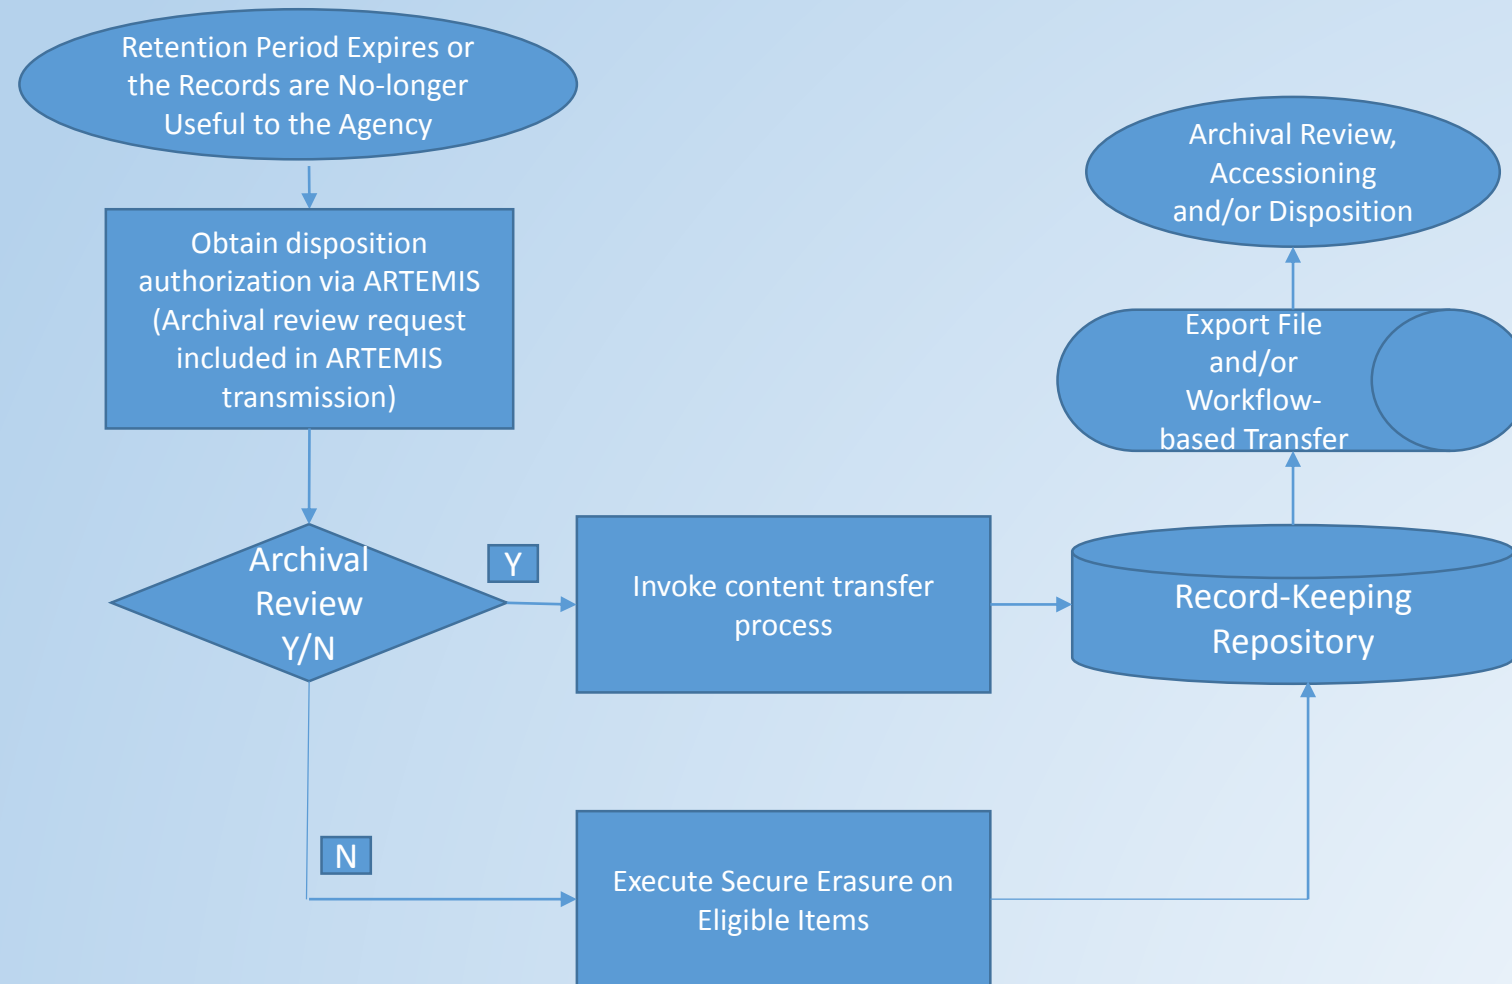 Retention Period Expires or
the Records are No-longer
Useful to the Agency
Obtain disposition
authorization via ARTEMIS
(Archival review request
included in ARTEMIS
transmission)
Archival
Review
Y/N
Y
Invoke content transfer
process
N
Execute Secure Erasure on
Eligible Items
Record-Keeping
Repository
Export File
and/or
Workflow-
based Transfer
Archival Review,
Accessioning
and/or Disposition